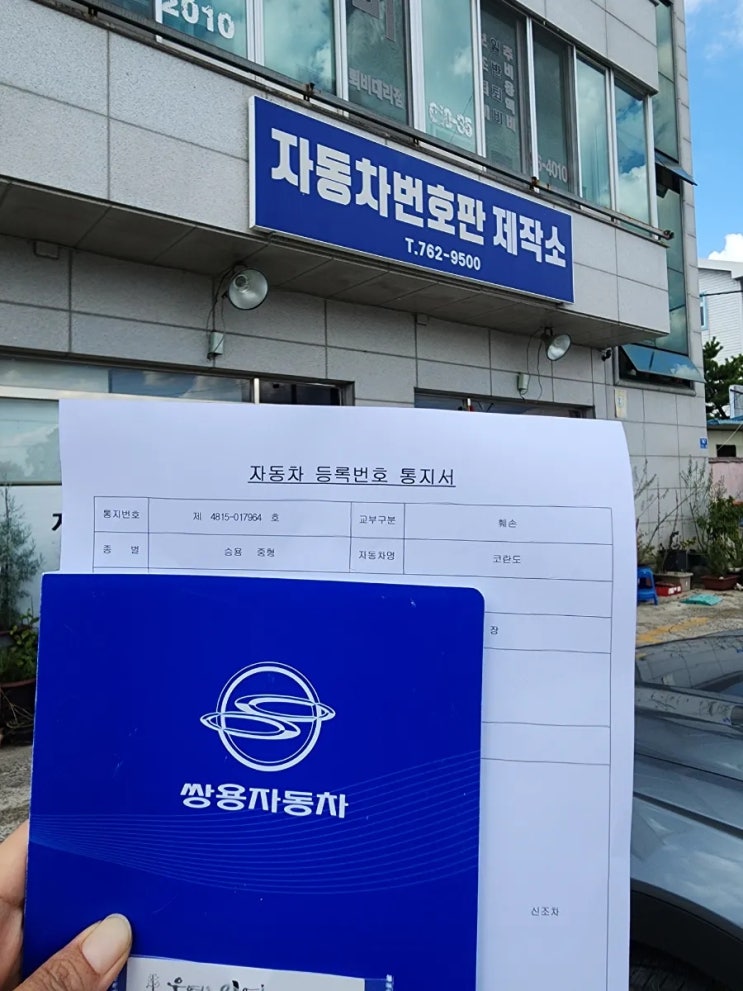 2010
자동차번호판 제작소
T.762-9500
자동차 등록번호 통지서
통지번호 제 4815-017964 호 교부구분 훼손
종 별 승용 중형 자동차명 코란도
장
쌍용자동차
신조차